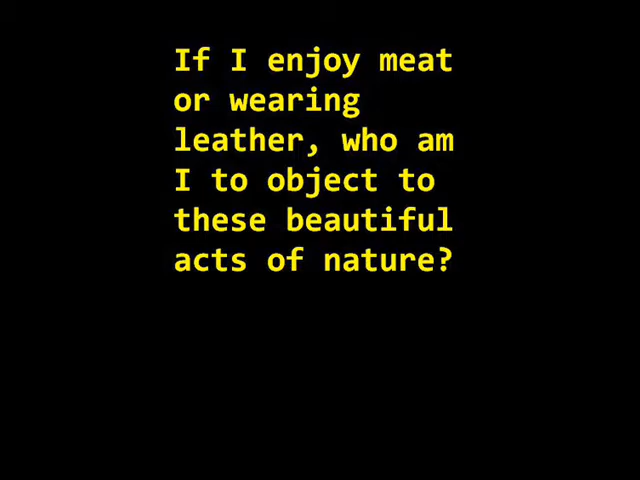 If I enjoy meat
or wearing
leather, who am
I to object to
these beautiful
acts of nature?